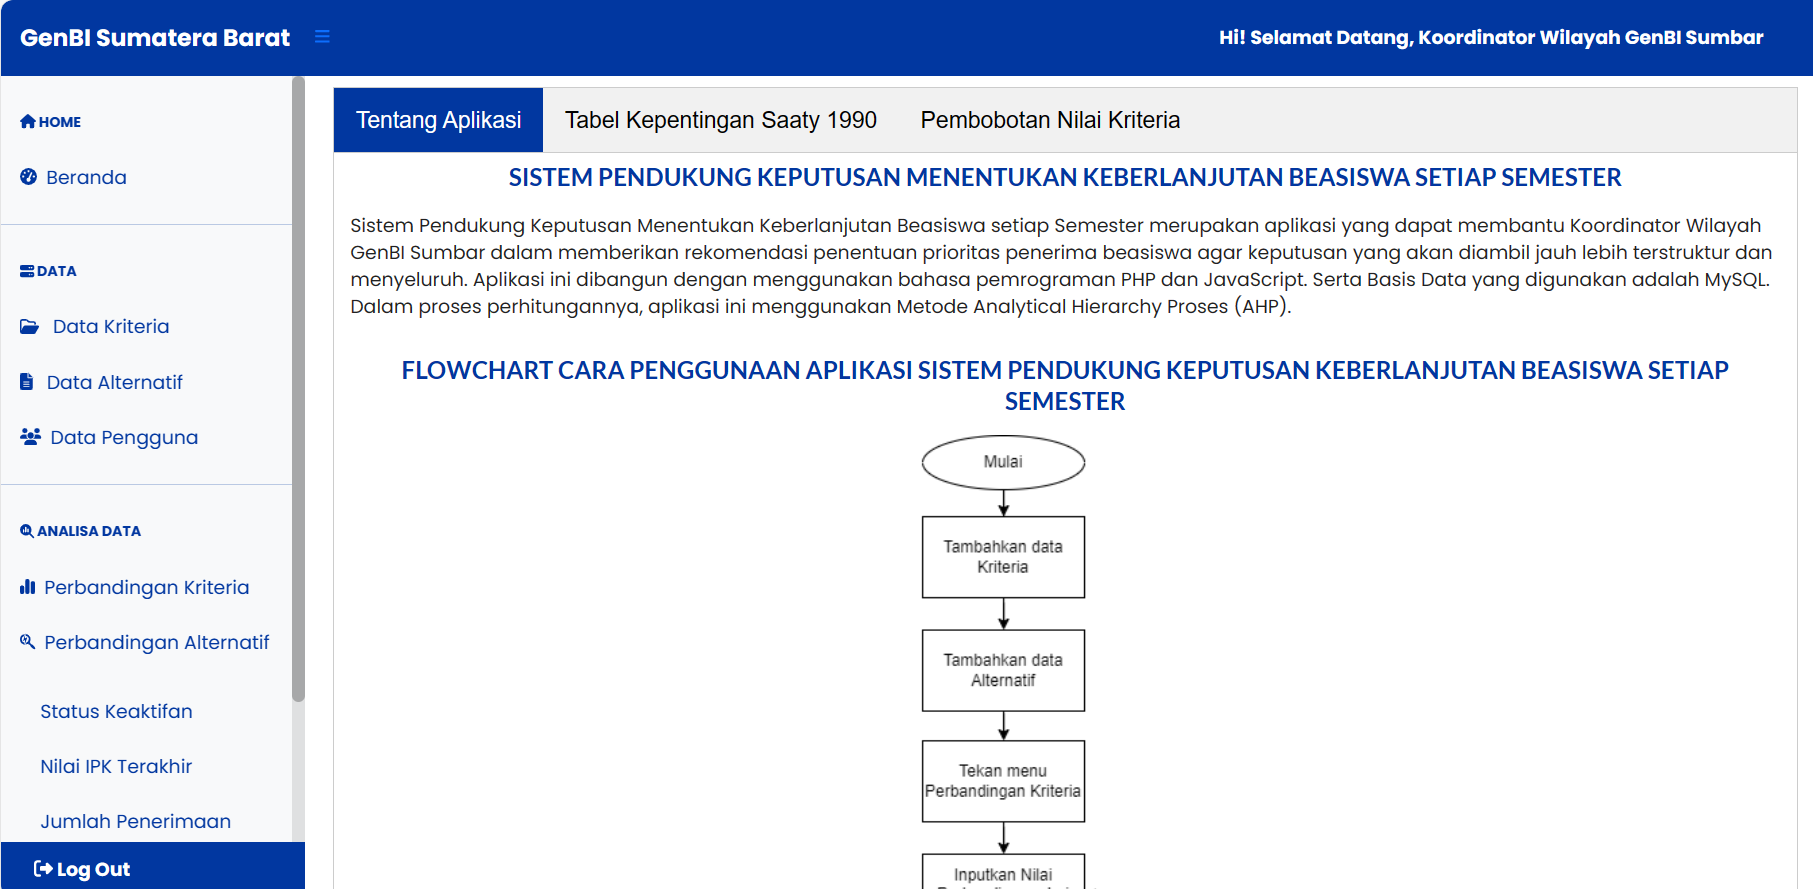 GenBI Sumatera Barat
Hi! Selamat Datang, Koordinator Wilayah GenBI Sumbar
HOME
Beranda
DATA
Data Kriteria
Data Alternatif
Data Pengguna
ANALISA DATA
Perbandingan Kriteria
Perbandingan Alternatif
Status Keaktifan
Nilai IPK Terakhir
Jumlah Penerimaan
Log Out
Tentang Aplikasi
Tabel Kepentingan Saaty 1990
Pembobotan Nilai Kriteria
SISTEM PENDUKUNG KEPUTUSAN MENENTUKAN KEBERLANJUTAN BEASISWA SETIAP SEMESTER
Sistem Pendukung Keputusan Menentukan Keberlanjutan Beasiswa setiap Semester merupakan aplikasi yang dapat membantu Koordinator Wilayah
GenBI Sumbar dalam memberikan rekomendasi penentuan prioritas penerima beasiswa agar keputusan yang akan diambil jauh lebih terstruktur dan
menyeluruh. Aplikasi ini dibangun dengan menggunakan bahasa pemrograman PHP dan JavaScript. Serta Basis Data yang digunakan adalah MySQL.
Dalam proses perhitungannya, aplikasi ini menggunakan Metode Analytical Hierarchy Proses (AHP).
FLOWCHART CARA PENGGUNAAN APLIKASI SISTEM PENDUKUNG KEPUTUSAN KEBERLANJUTAN BEASISWA SETIAP
SEMESTER
Mulai
Tambahkan data
Kriteria
Tambahkan data
Alternatif
Tekan menu
Perbandingan Kriteria
Inputkan Nilai